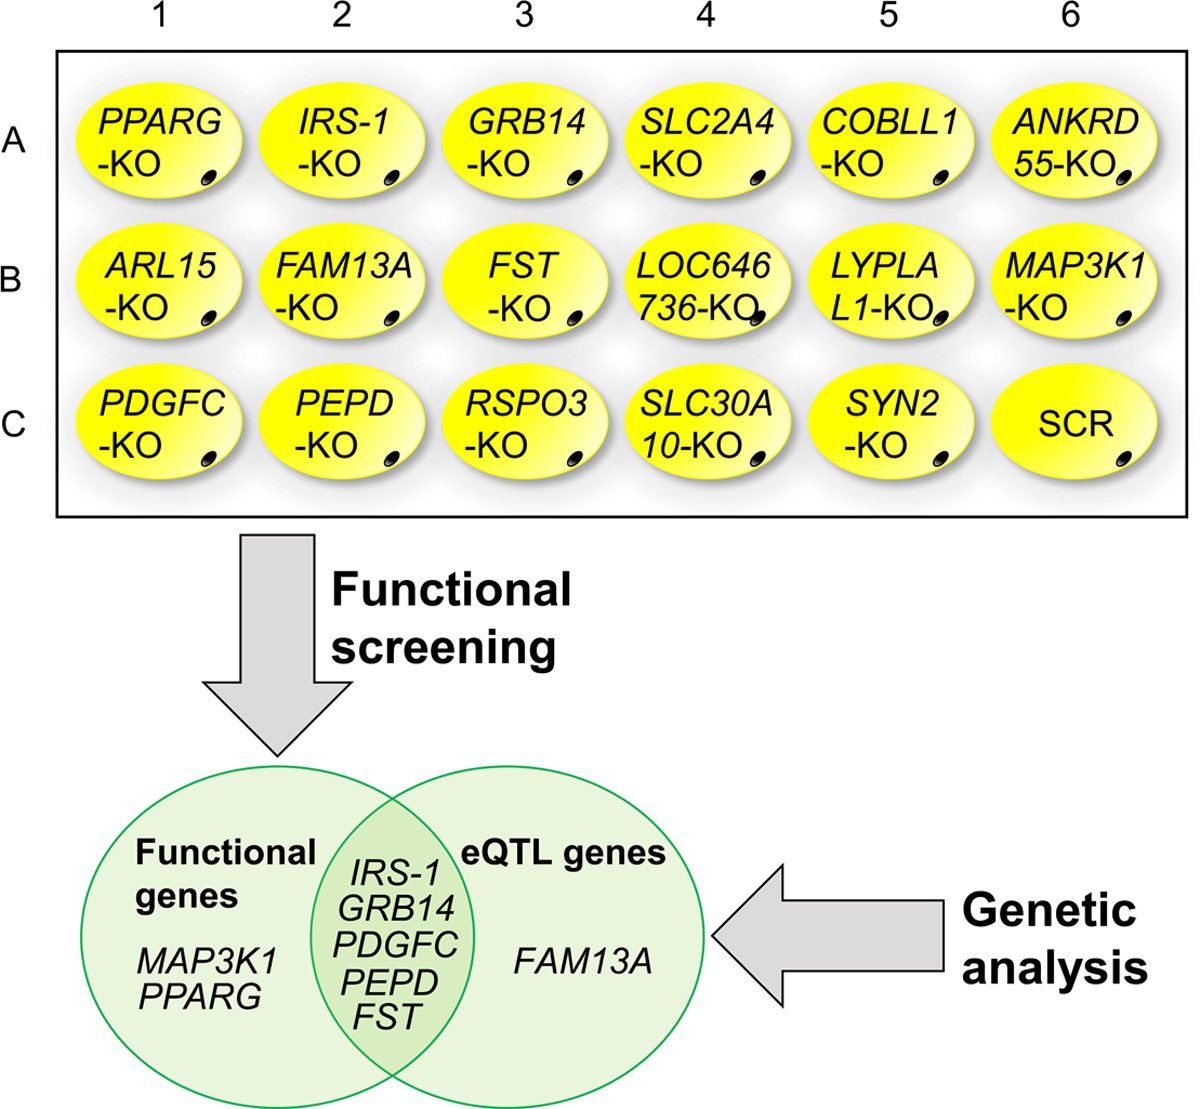 1 2 3 4 5 6
A
PPARG
-KO
IRS-1
-KO
GRB14
-KO
SLC2A4
-KO
COBLL1
-KO
ANKRD
55-KO
B
ARL15
-KO
FAM13A
-KO
FST
-KO
LOC646
736-KO
LYPLA
L1-KO
MAP3K1
-KO
C
PDGFC
-KO
PEPD
-KO
RSPO3
-KO
SLC30A
10-KO
SYN2
-KO
SCR
Functional
screening
Functional
genes
MAP3K1
PPARG
IRS-1
GRB14
PDGFC
PEPD
FST
eQTL genes
FAM13A
Genetic
analysis